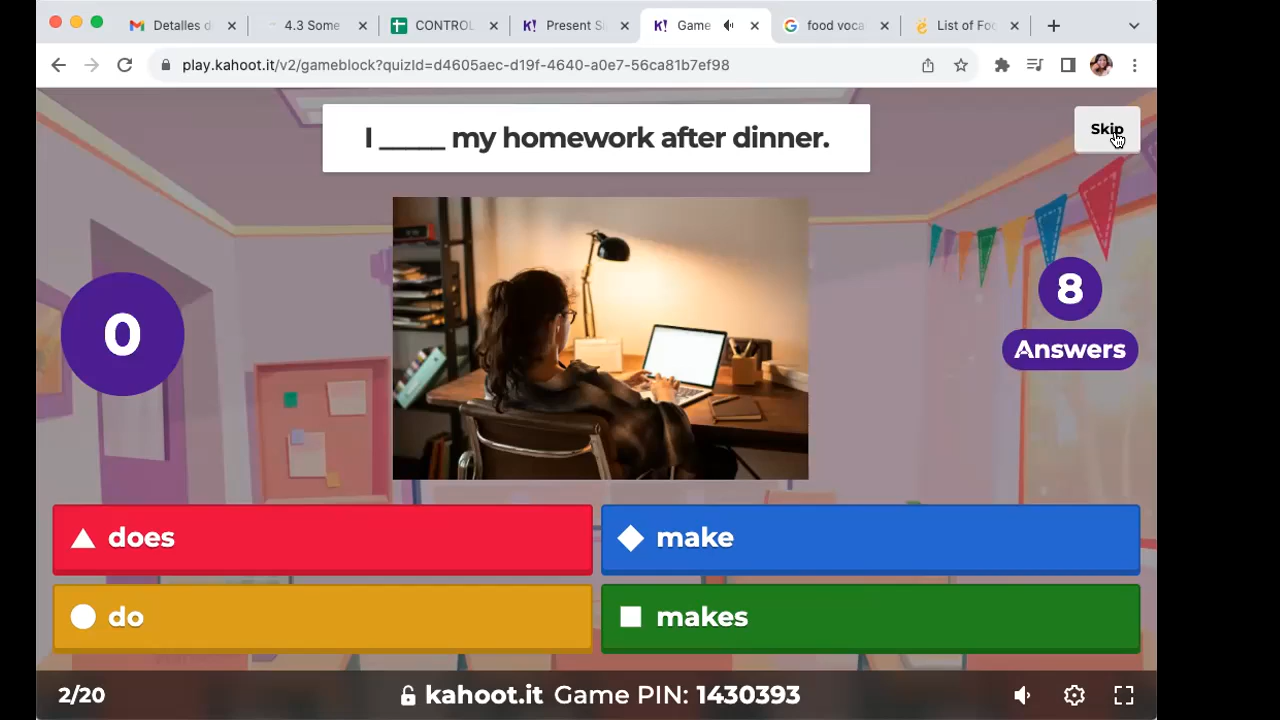 Detalles d
4.3 Some
CONTROL
K! Present S
K! Game
food voca
List of Foo
play.kahoot.it/v2/gameblock?quizId=d4605aec-d19f-4640-a0e7-56ca81b7ef98
I _____ my homework after dinner.
Skip
0
8
Answers
does
make
do
makes
2/20
kahoot.it Game PIN: 1430393